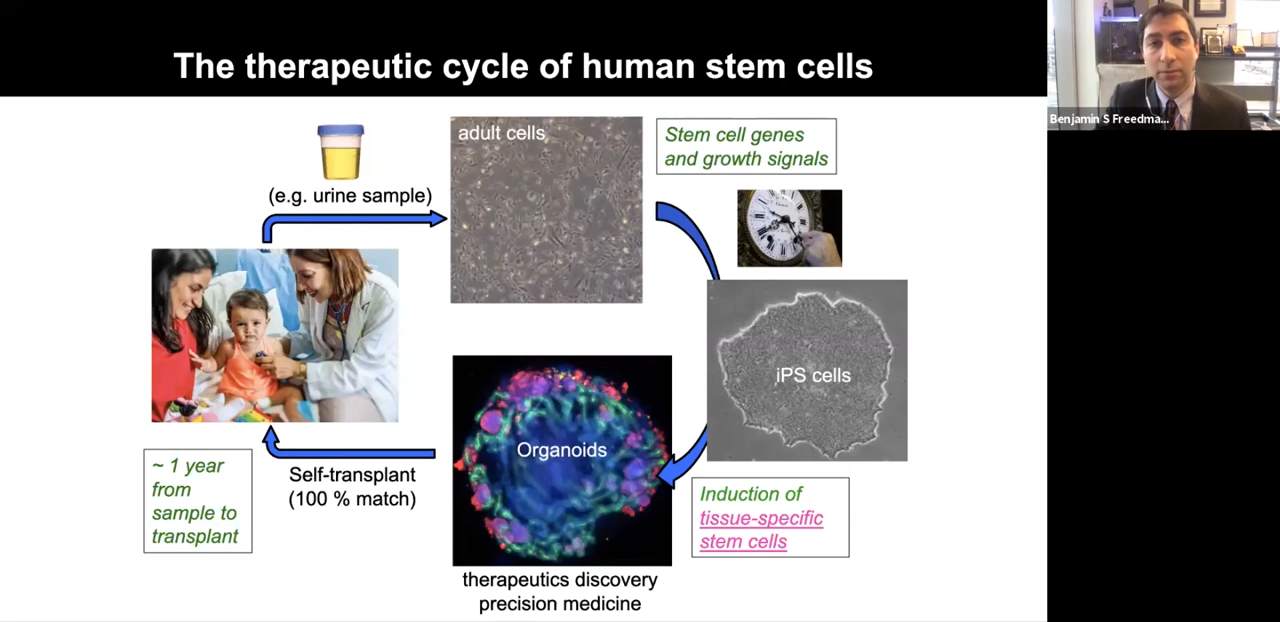 The therapeutic cycle of human stem cells
Benjamin S Freedma...
(e.g. urine sample)
adult cells
Stem cell genes
and growth signals
iPS cells
Organoids
Induction of
tissue-specific
stem cells
Self-transplant
(100 % match)
~ 1 year
from
sample to
transplant
therapeutics discovery
precision medicine